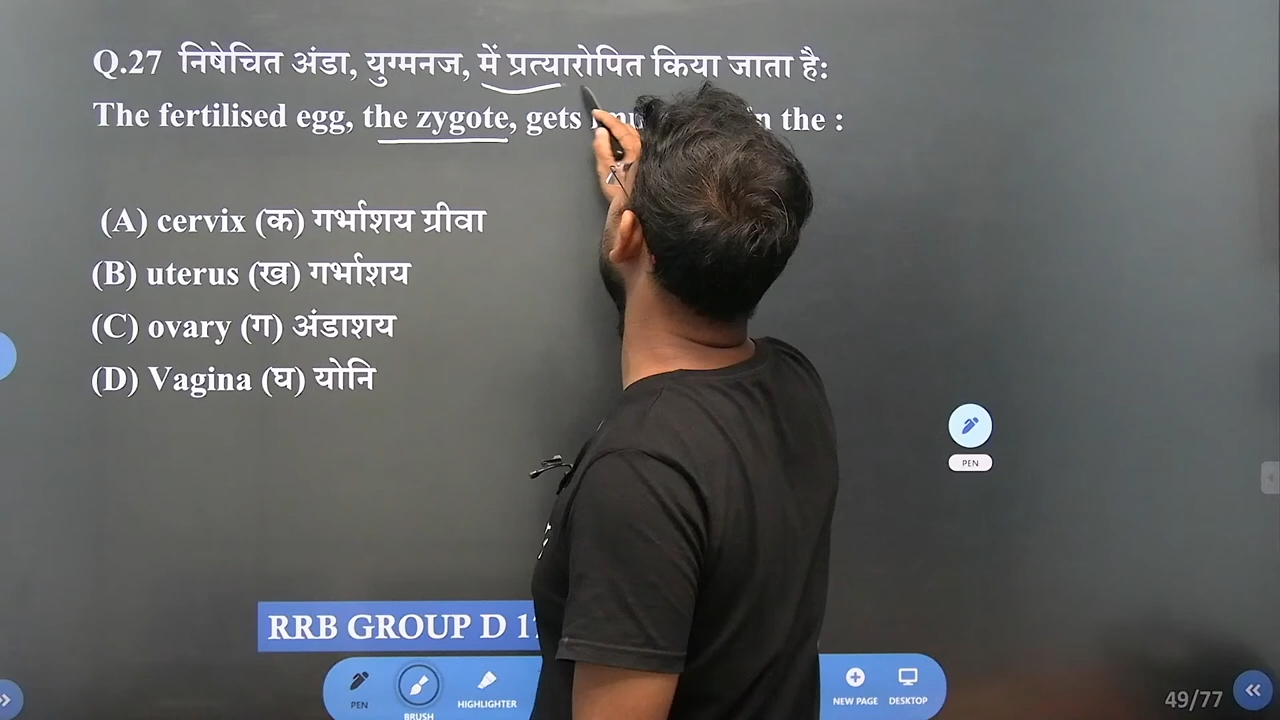 Q.27 निषेचित अंडा, युग्मनज, में प्रत्यारोपित किया जाता है:
The fertilised egg, the zygote, gets in the :
(A) cervix (क) गर्भाशय ग्रीवा
(B) uterus (ख) गर्भाशय
(C) ovary (ग) अंडाशय
(D) Vagina (घ) योनि
PEN
RRB GROUP D
PEN
BRUSH
HIGHLIGHTER
NEW PAGE
DESKTOP
49/77